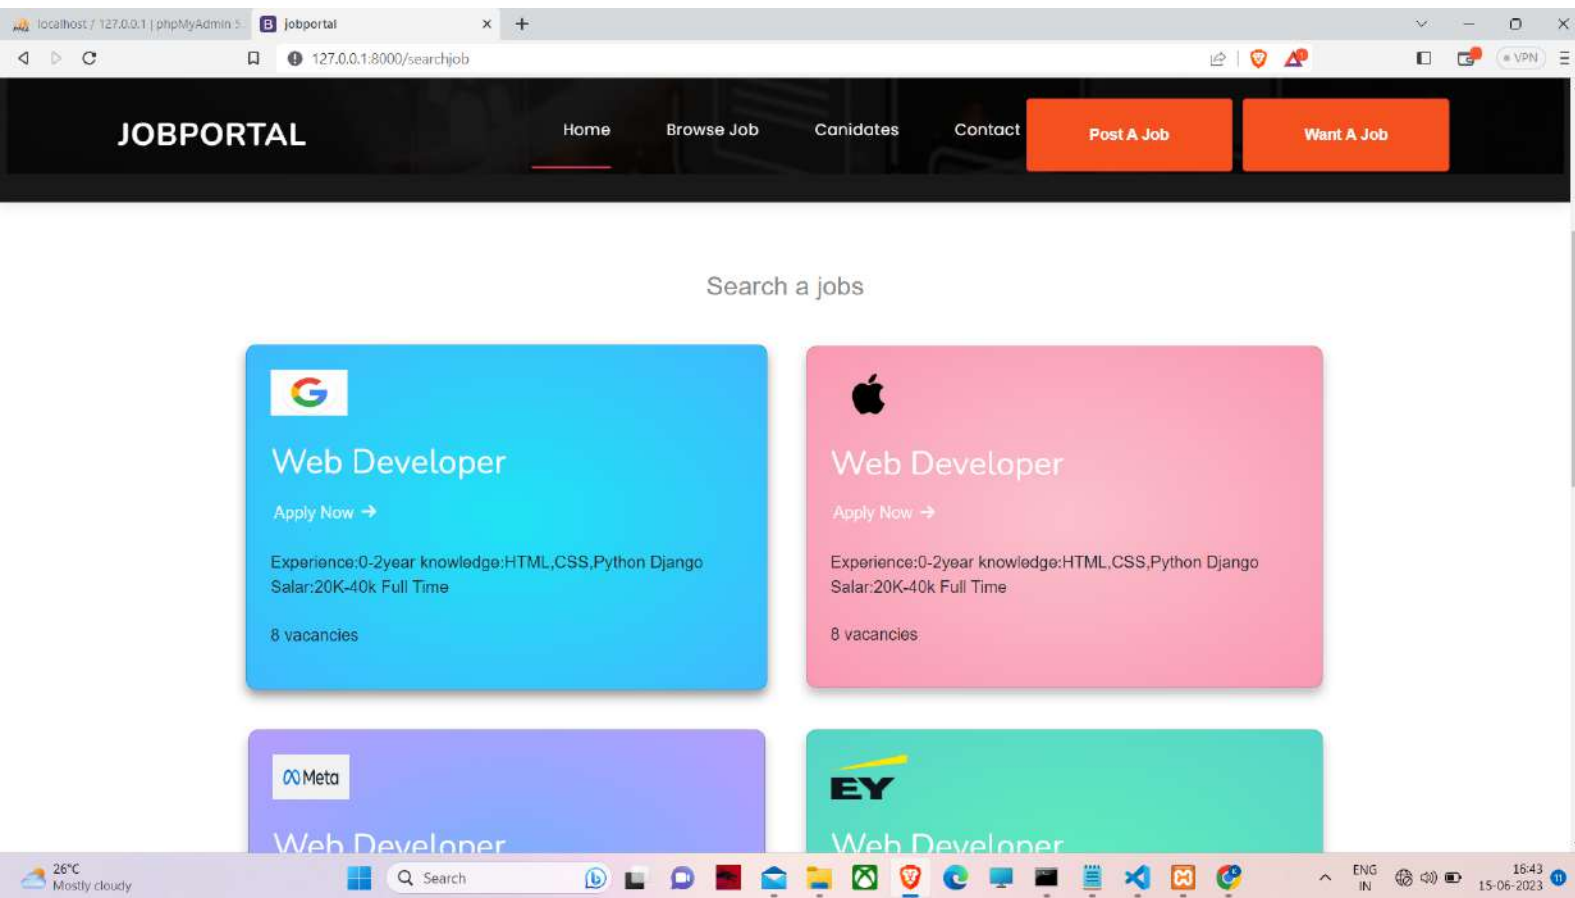 localhost / 127.0.0.1 | phpMyAdmin 5
B jobportal
127.0.0.1:8000/searchjob
VPN
JOBPORTAL
Home Browse Job Canidates Contact Post A Job Want A Job
Search a jobs
Web Developer
Apply Now →
Experience:0-2year knowledge:HTML,CSS,Python Django
Salar:20K-40k Full Time
8 vacancies
Web Developer
Apply Now →
Experience:0-2year knowledge:HTML,CSS,Python Django
Salar:20K-40k Full Time
8 vacancies
Meta
Web Developer
EY
Web Developer
26°C
Mostly cloudy
Search
ENG
IN
16:43
15-06-2023
11